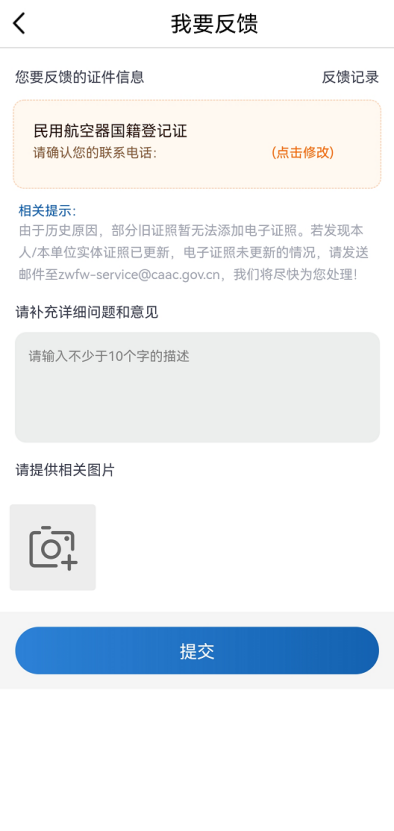 我要反馈
您要反馈的证件信息 反馈记录
民用航空器国籍登记证
请确认您的联系电话: (点击修改)
相关提示:
由于历史原因，部分旧证照暂无法添加电子证照。若发现本
人/本单位实体证照已更新，电子证照未更新的情况，请发送
邮件至zwfw-service@caac.gov.cn，我们将尽快为您处理!
请补充详细问题和意见
请输入不少于10个字的描述
请提供相关图片
提交